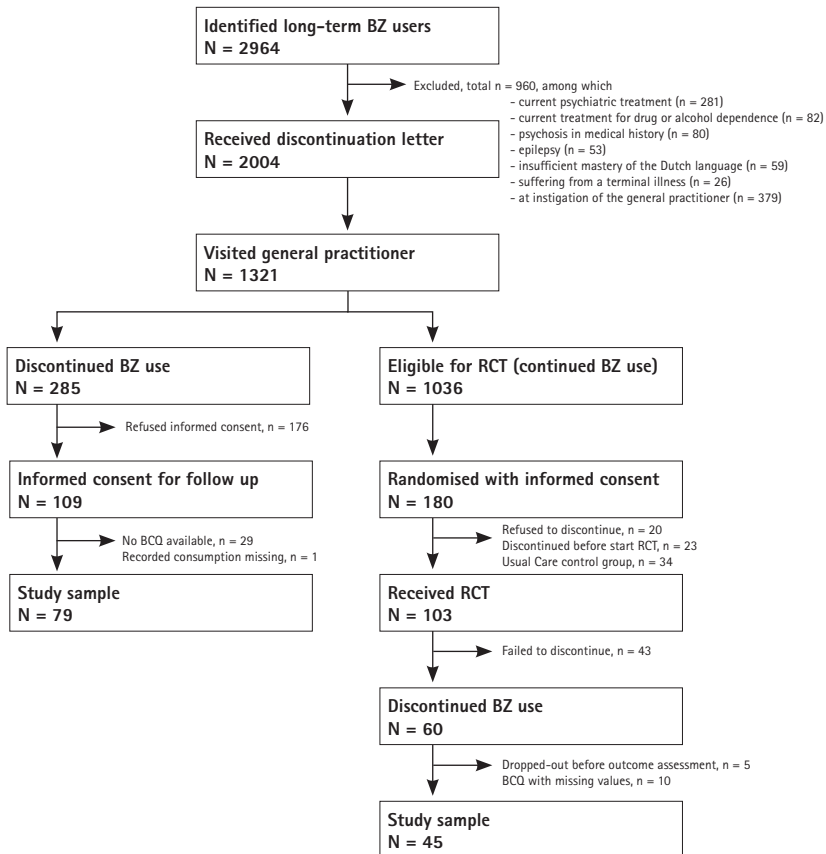 Identified long-term BZ users
N = 2964
Excluded, total n = 960, among which
- current psychiatric treatment (n = 281)
- current treatment for drug or alcohol dependence (n = 82)
- psychosis in medical history (n = 80)
- epilepsy (n = 53)
- insufficient mastery of the Dutch language (n = 59)
- suffering from a terminal illness (n = 26)
- at instigation of the general practitioner (n = 379)
Received discontinuation letter
N = 2004
Visited general practitioner
N = 1321
Discontinued BZ use
N = 285
Refused informed consent, n = 176
Informed consent for follow up
N = 109
No BCQ available, n = 29
Recorded consumption missing, n = 1
Study sample
N = 79
Eligible for RCT (continued BZ use)
N = 1036
Randomised with informed consent
N = 180
Refused to discontinue, n = 20
Discontinued before start RCT, n = 23
Usual Care control group, n = 34
Received RCT
N = 103
Failed to discontinue, n = 43
Discontinued BZ use
N = 60
Dropped-out before outcome assessment, n = 5
BCQ with missing values, n = 10
Study sample
N = 45